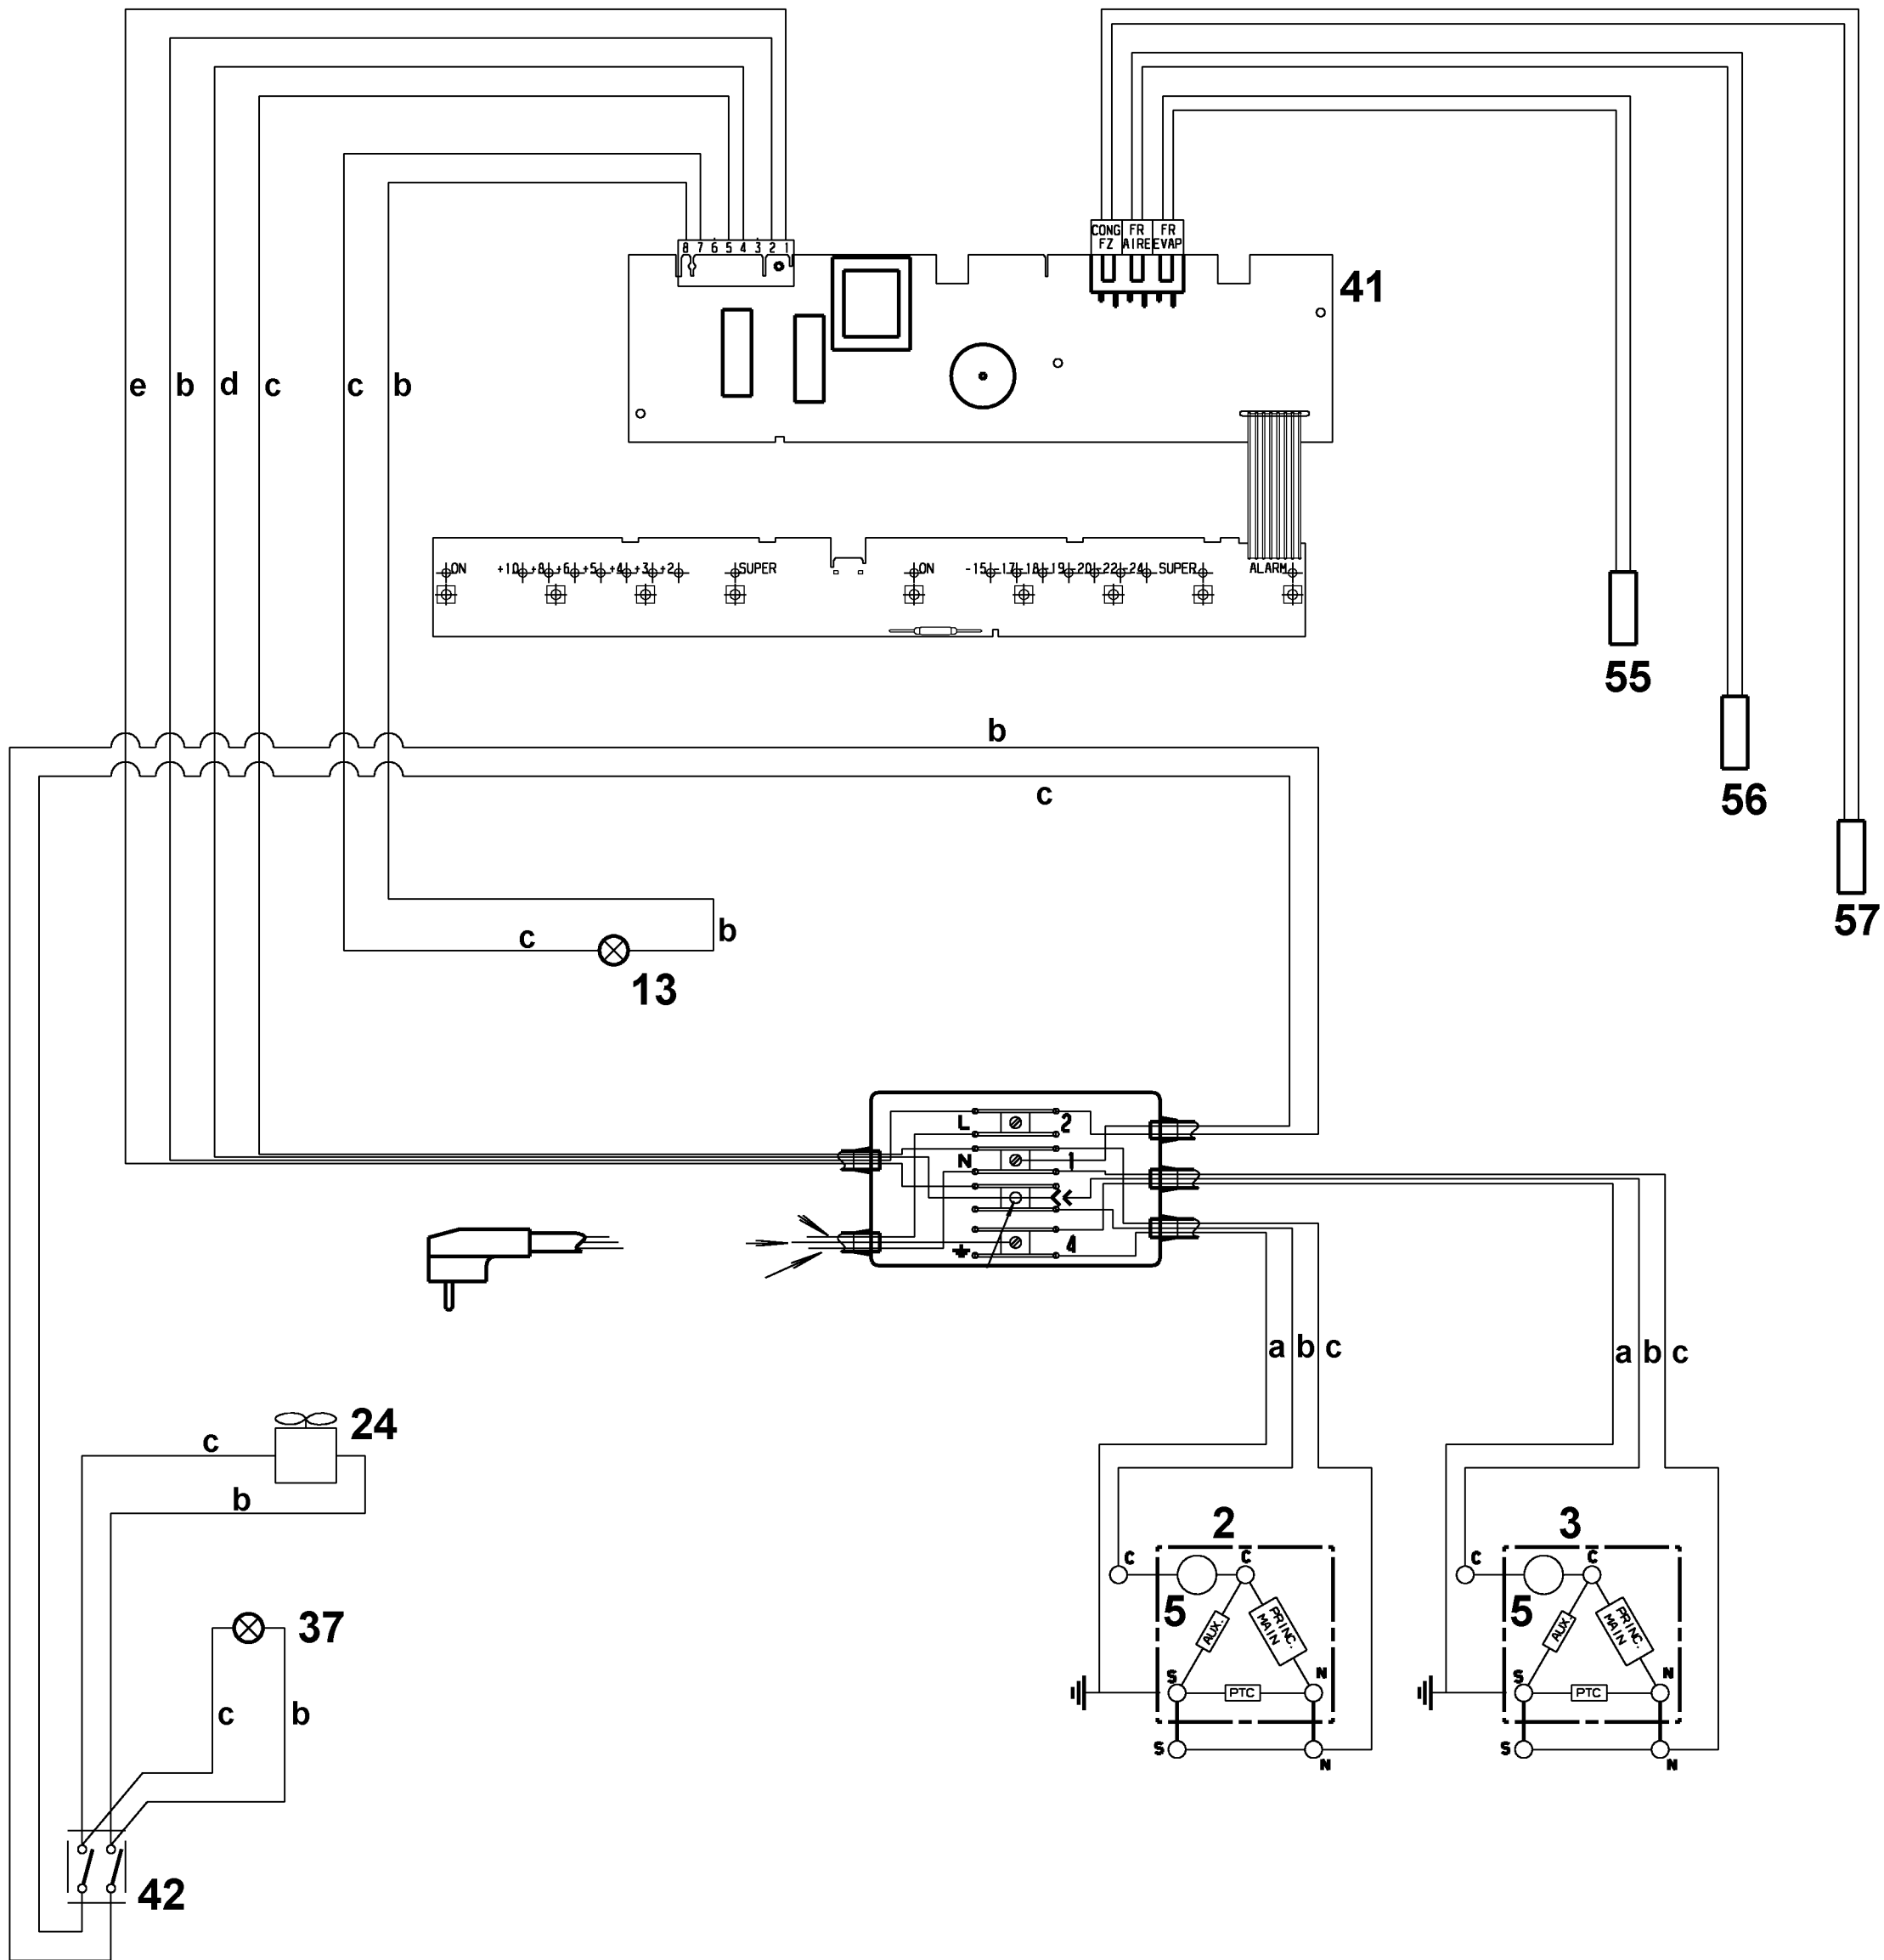 CONG FR FR
FZ AIRE EVAP
8 7 6 5 4 3 2 1
41
e b d c c b
ON +10 +8 +6 +5 +4 +3 +2 SUPER ON -15 -17 -18 -19 -20 -22 -24 SUPER ALARM
55
b
56
c
57
c b
13
L 2
N 1
4
a b c a b c
24
c
b
2 3
C C C C
5 5
37
AUX. PRINC. MAIN AUX. PRINC. MAIN
S N S N
PTC PTC
c b
S N S N
42